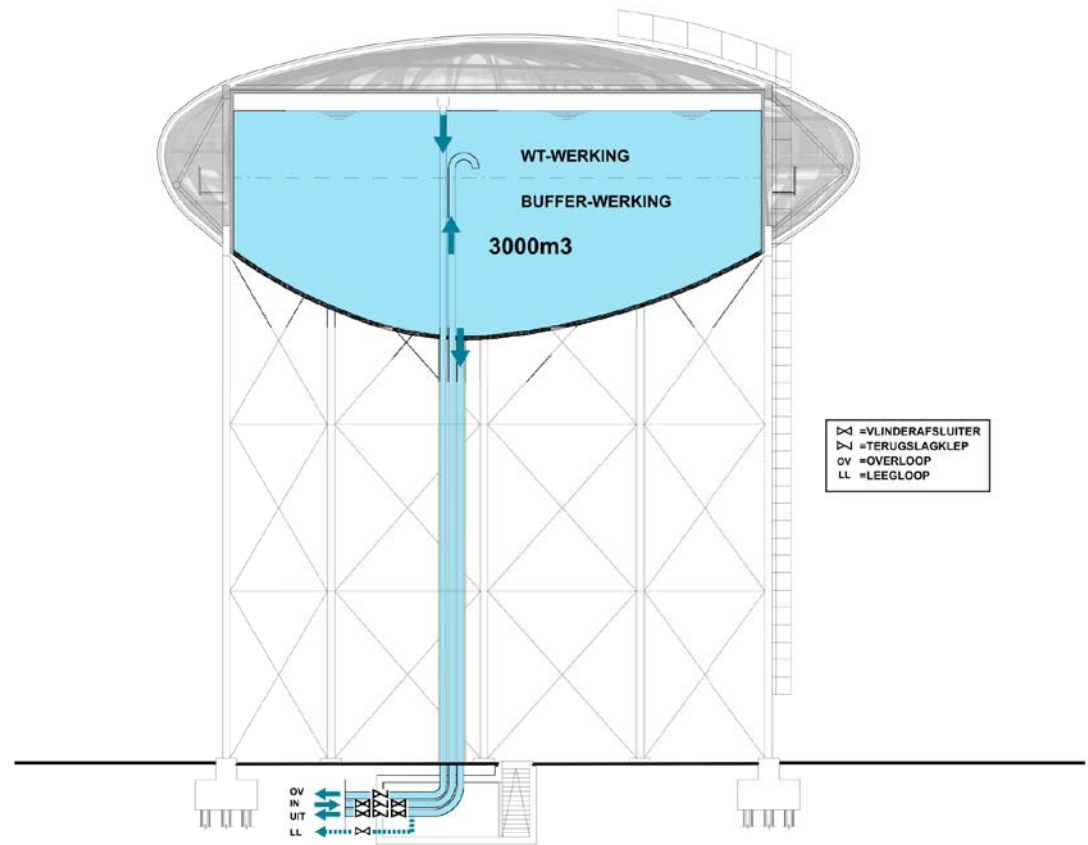 WT-WERKING
BUFFER-WERKING
3000m3
=VLINDERAFSLUITER
=TERUGSLAGKLEP
OV =OVERLOOP
LL =LEEGLOOP
OV
IN
UIT
LL